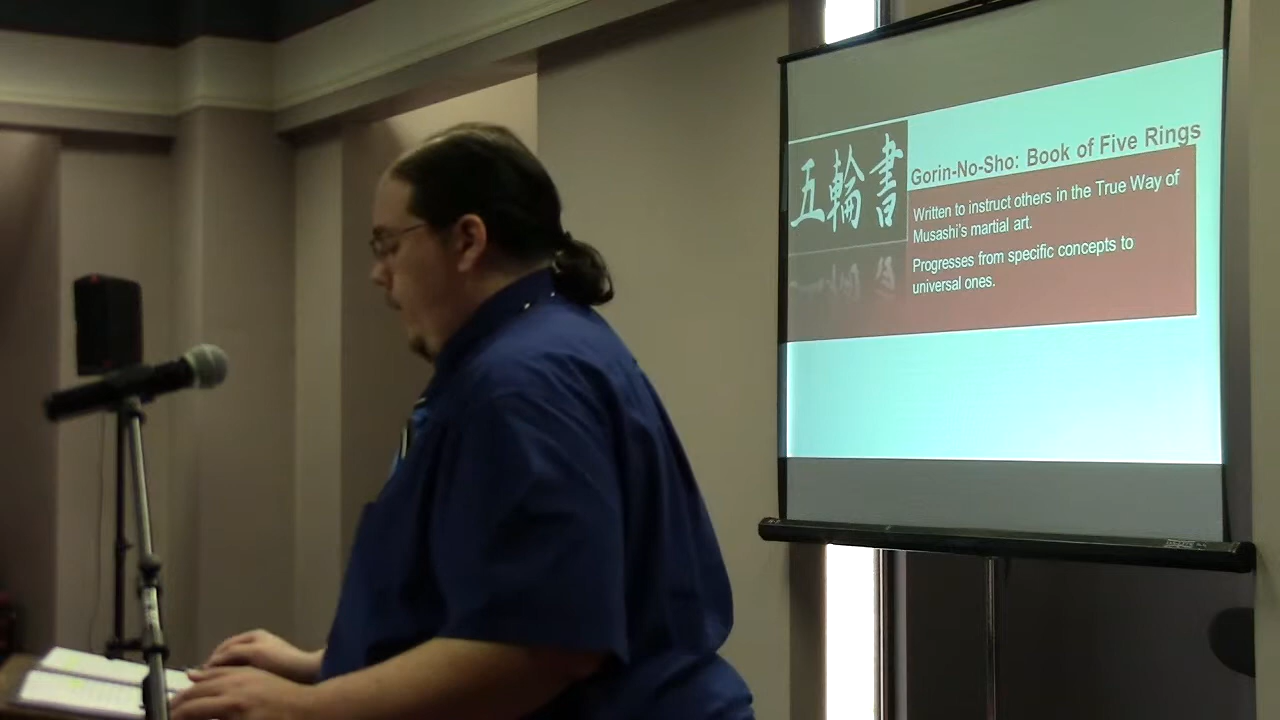 五輪書
Gorin-No-Sho: Book of Five Rings
Written to instruct others in the True Way of
Musashi's martial art.
Progresses from specific concepts to
universal ones.